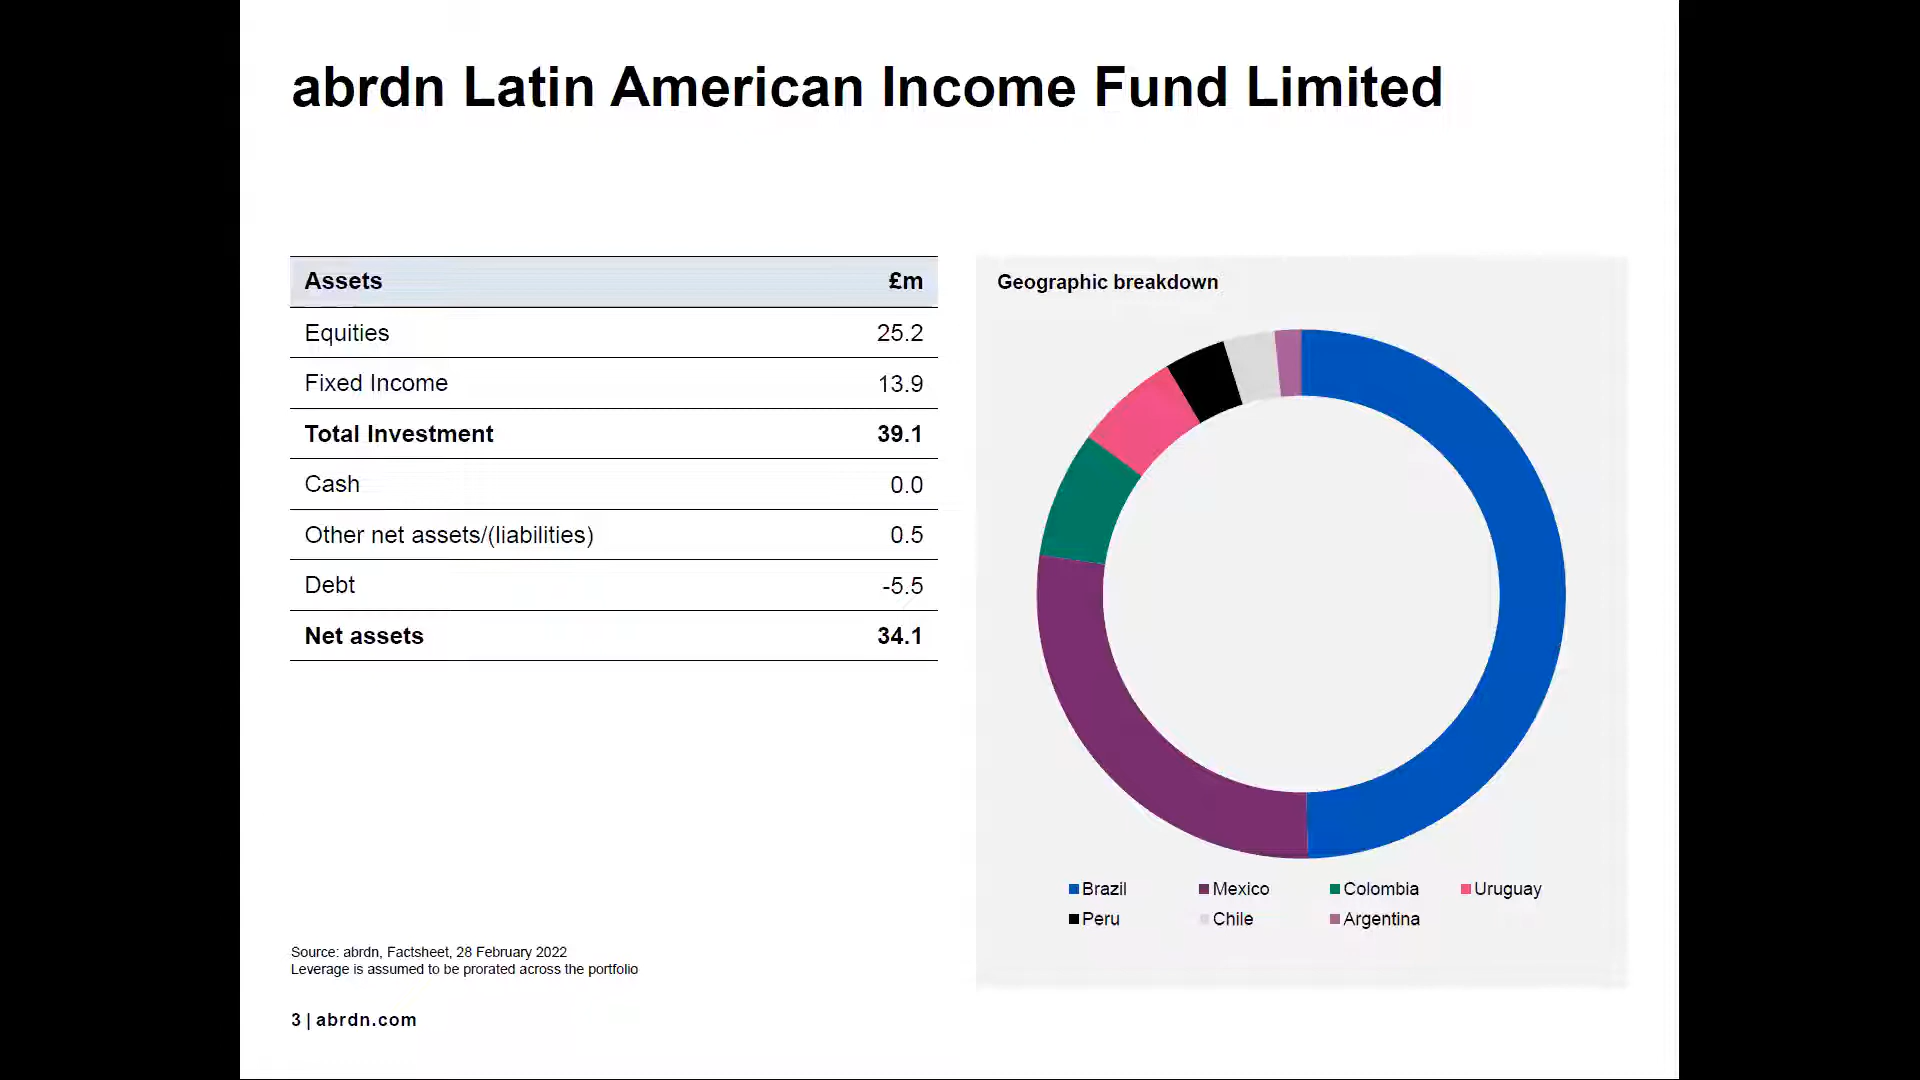 abrdn Latin American Income Fund Limited
Assets £m
Equities 25.2
Fixed Income 13.9
Total Investment 39.1
Cash 0.0
Other net assets/(liabilities) 0.5
Debt -5.5
Net assets 34.1
Geographic breakdown
Brazil Mexico Colombia Uruguay
Peru Chile Argentina
Source: abrdn, Factsheet, 28 February 2022
Leverage is assumed to be prorated across the portfolio
3 | abrdn.com